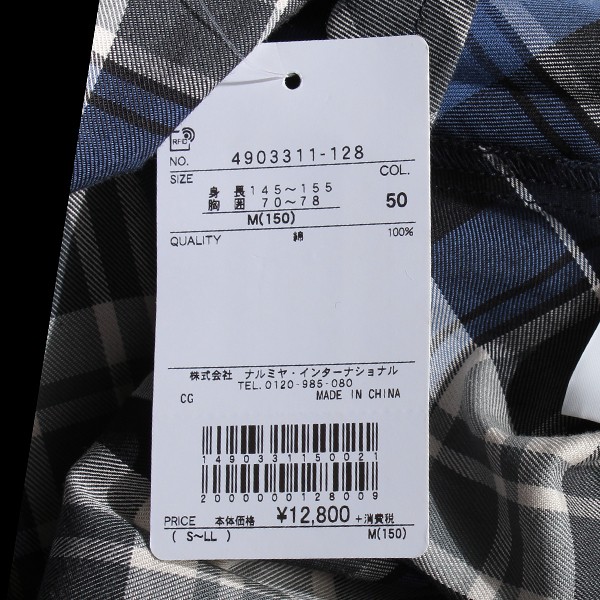 RFID
NO. 4903311-128
SIZE COL.
身長 145～155
胸囲 70～78 50
M(150)
QUALITY 綿 100%
株式会社 ナルミヤ・インターナショナル
TEL.0120-985-080
CG MADE IN CHINA
1490331150021
2000000128009
PRICE 本体価格 ¥12,800 +消費税
( S～LL ) M(150)